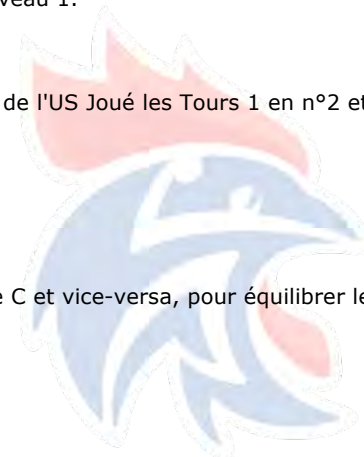 veau 1.
de l'US Joué les Tours 1 en n°2 et
e C et vice-versa, pour équilibrer le